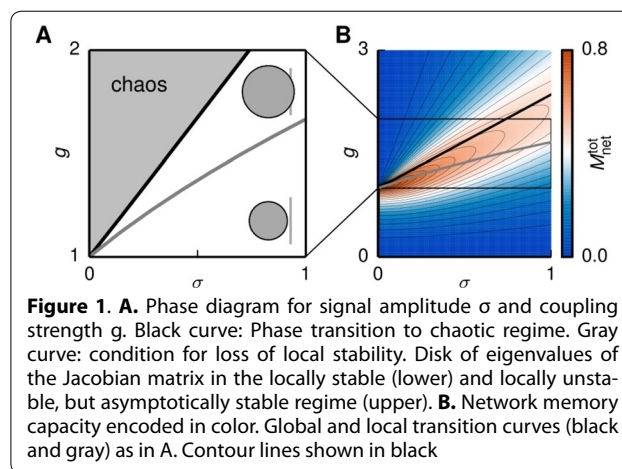 A
B
2
chaos
g
1
0
σ
1
3
g
0
0
σ
1
0.8
M_net^tot
0.0
Figure 1. A. Phase diagram for signal amplitude σ and coupling
strength g. Black curve: Phase transition to chaotic regime. Gray
curve: condition for loss of local stability. Disk of eigenvalues of
the Jacobian matrix in the locally stable (lower) and locally unsta-
ble, but asymptotically stable regime (upper). B. Network memory
capacity encoded in color. Global and local transition curves (black
and gray) as in A. Contour lines shown in black